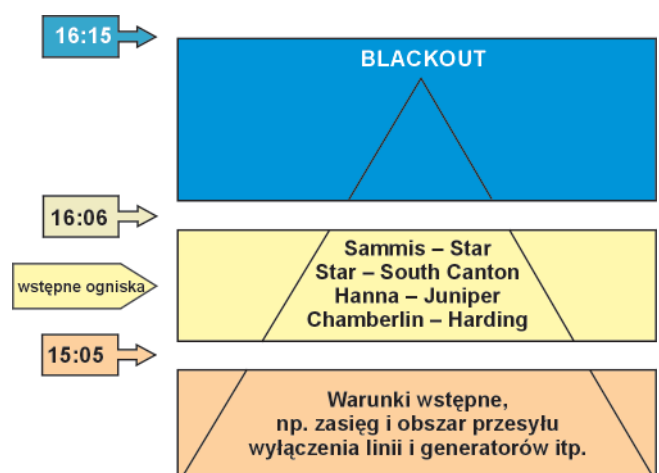 16:15
BLACKOUT
16:06
Sammis – Star
Star – South Canton
Hanna – Juniper
Chamberlin – Harding
wstępne ogniska
15:05
Warunki wstępne,
np. zasięg i obszar przesyłu
wyłączenia linii i generatorów itp.